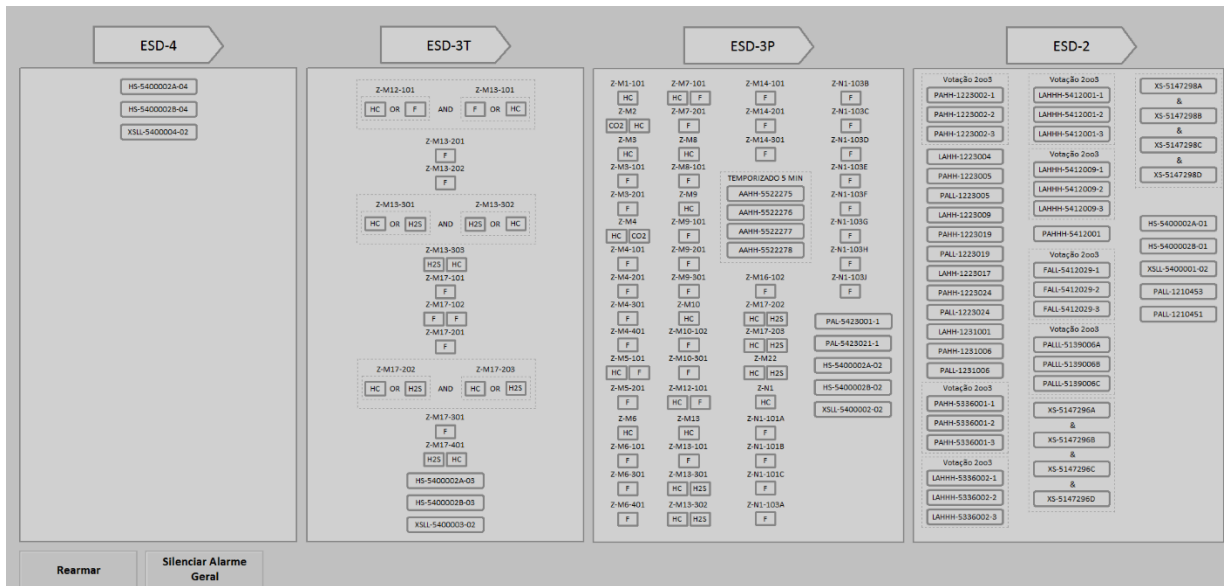 ESD-4
HS-5400002A-04
HS-5400002B-04
XSLL-5400004-02
ESD-3T
Z-M12-101 Z-M13-101
HC OR F AND F OR HC
Z-M13-201
F
Z-M13-202
F
Z-M13-301 Z-M13-302
HC OR H2S AND H2S OR HC
Z-M13-303
H2S HC
Z-M17-101
F
Z-M17-102
F F
Z-M17-201
F
Z-M17-202 Z-M17-203
HC OR H2S AND HC OR H2S
Z-M17-301
F
Z-M17-401
H2S HC
HS-5400002A-03
HS-5400002B-03
XSLL-5400003-02
ESD-3P
Z-M1-101
HC
Z-M2
CO2 HC
Z-M3
HC
Z-M3-101
F
Z-M3-201
F
Z-M4
HC CO2
Z-M4-101
F
Z-M4-201
F
Z-M4-301
F
Z-M4-401
F
Z-M5-101
HC F
Z-M5-201
F
Z-M6
HC
Z-M6-101
F
Z-M6-301
F
Z-M6-401
F
Z-M7-101
HC F
Z-M7-201
F
Z-M8
HC
Z-M8-101
F
Z-M9
HC
Z-M9-101
F
Z-M9-201
F
Z-M9-301
F
Z-M10
HC
Z-M10-102
F
Z-M10-301
F
Z-M12-101
HC F
Z-M13
HC
Z-M13-101
F
Z-M13-301
HC H2S
Z-M13-302
HC H2S
Z-M14-101
F
Z-M14-201
F
Z-M14-301
F
TEMPORIZADO 5 MIN
AAHH-5522275
AAHH-5522276
AAHH-5522277
AAHH-5522278
Z-M16-102
F
Z-M17-202
HC H2S
Z-M17-203
HC H2S
Z-M22
HC H2S
Z-N1
HC
Z-N1-101A
F
Z-N1-101B
F
Z-N1-101C
F
Z-N1-103A
F
Z-N1-103B
F
Z-N1-103C
F
Z-N1-103D
F
Z-N1-103E
F
Z-N1-103F
F
Z-N1-103G
F
Z-N1-103H
F
Z-N1-103J
F
PAL-5423001-1
PAL-5423021-1
HS-5400002A-02
HS-5400002B-02
XSLL-5400002-02
ESD-2
Votação 2oo3
PAHH-1223002-1
PAHH-1223002-2
PAHH-1223002-3
LAHH-1223004
PAHH-1223005
PALL-1223005
LAHH-1223009
PAHH-1223019
PALL-1223019
LAHH-1223017
PAHH-1223024
PALL-1223024
LAHH-1231001
PAHH-1231006
PALL-1231006
PAHH-5336001-1
PAHH-5336001-2
PAHH-5336001-3
Votação 2oo3
LAHHH-5336002-1
LAHHH-5336002-2
LAHHH-5336002-3
Votação 2oo3
LAHHH-5412001-1
LAHHH-5412001-2
LAHHH-5412001-3
Votação 2oo3
LAHHH-5412009-1
LAHHH-5412009-2
LAHHH-5412009-3
PAHHH-5412001
Votação 2oo3
FALL-5412029-1
FALL-5412029-2
FALL-5412029-3
Votação 2oo3
PALLL-5139006A
PALLL-5139006B
PALLL-5139006C
XS-5147296A
&
XS-5147296B
&
XS-5147296C
&
XS-5147296D
XS-5147298A
&
XS-5147298B
&
XS-5147298C
&
XS-5147298D
HS-5400002A-01
HS-5400002B-01
XSLL-5400001-02
PALL-1210453
PALL-1210451
Rearmar
Silenciar Alarme
Geral